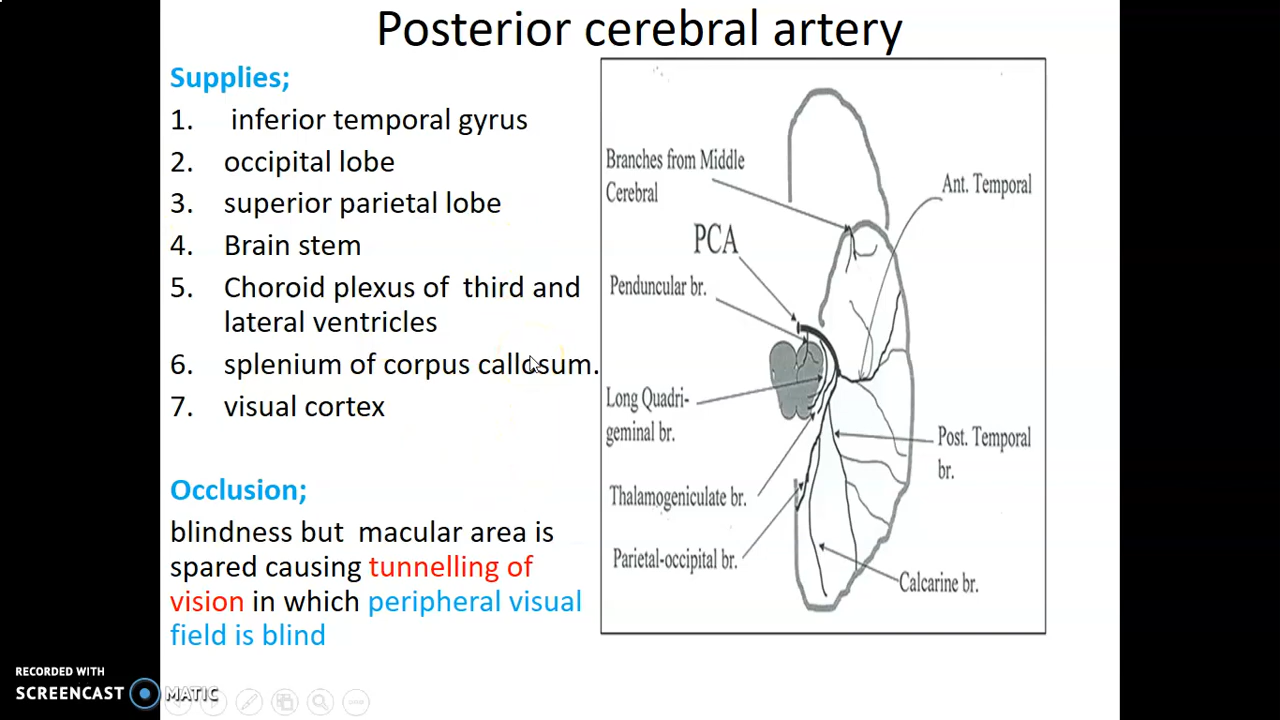 Posterior cerebral artery
Supplies;
1. inferior temporal gyrus
2. occipital lobe
3. superior parietal lobe
4. Brain stem
5. Choroid plexus of third and
lateral ventricles
6. splenium of corpus callosum.
7. visual cortex
Occlusion;
blindness but macular area is
spared causing tunnelling of
vision in which peripheral visual
field is blind
Branches from Middle
Cerebral
Ant. Temporal
PCA
Penduncular br.
Long Quadri-
geminal br.
Post. Temporal
br.
Thalamogeniculate br.
Parietal-occipital br.
Calcarine br.
RECORDED WITH
SCREENCAST MATIC